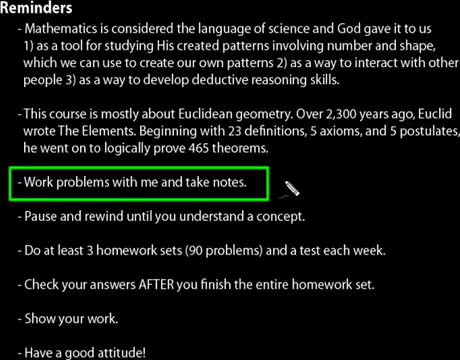 Reminders
- Mathematics is considered the language of science and God gave it to us
1) as a tool for studying His created patterns involving number and shape,
which we can use to create our own patterns 2) as a way to interact with other
people 3) as a way to develop deductive reasoning skills.
- This course is mostly about Euclidean geometry. Over 2,300 years ago, Euclid
wrote The Elements. Beginning with 23 definitions, 5 axioms, and 5 postulates,
he went on to logically prove 465 theorems.
- Work problems with me and take notes.
- Pause and rewind until you understand a concept.
- Do at least 3 homework sets (90 problems) and a test each week.
- Check your answers AFTER you finish the entire homework set.
- Show your work.
- Have a good attitude!